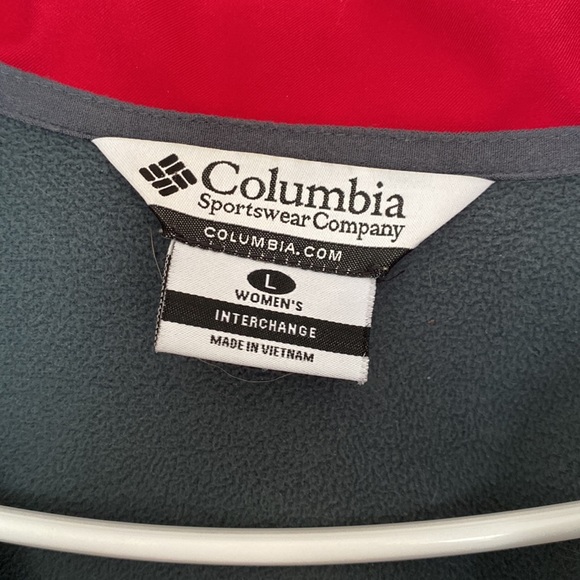 Columbia
Sportswear Company
COLUMBIA.COM
L
WOMEN'S
INTERCHANGE
MADE IN VIETNAM